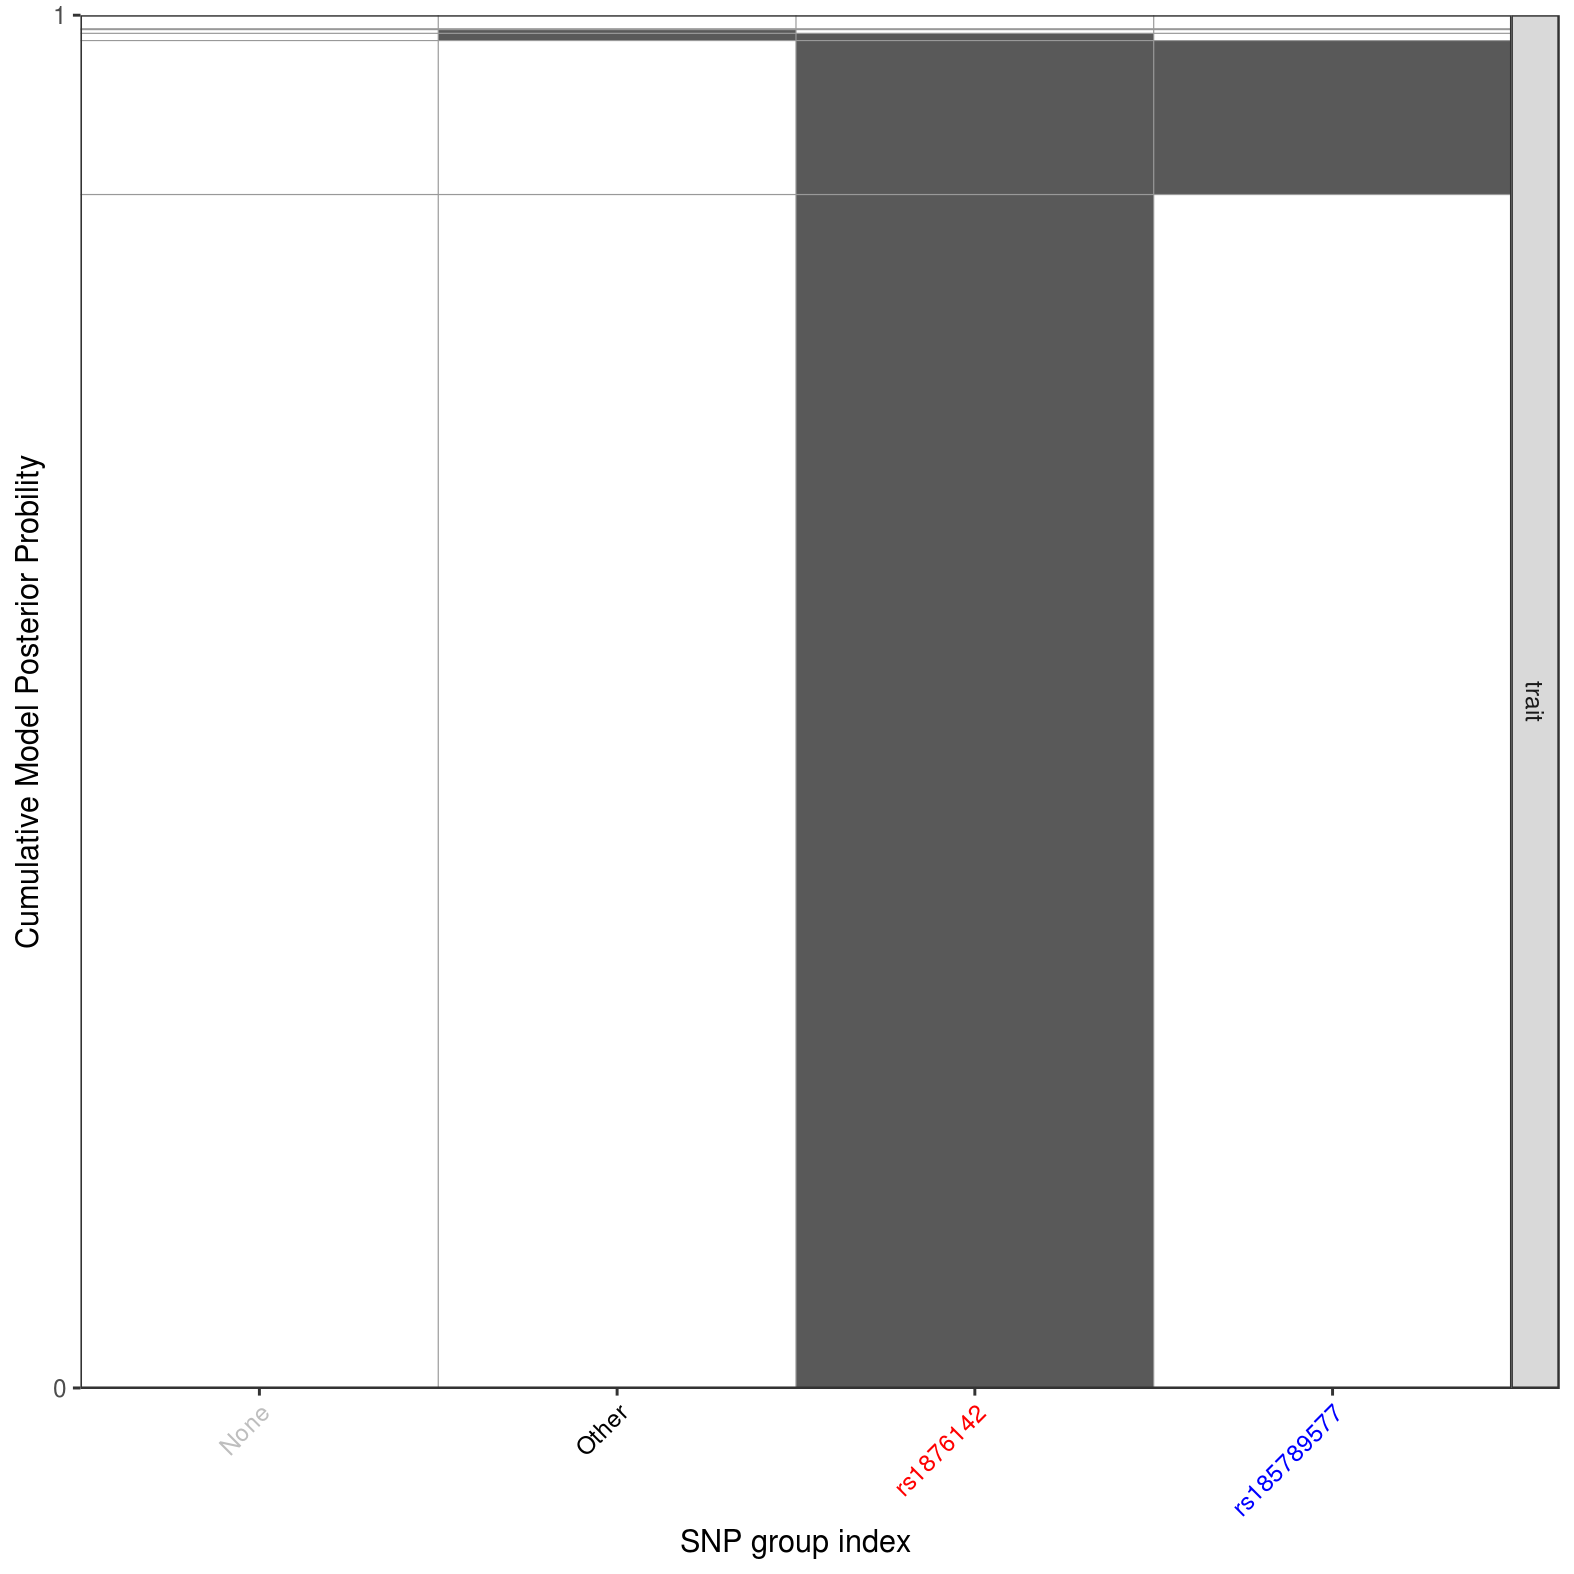 1
Cumulative Model Posterior Probility
trait
0
None
Other
rs1876142
rs185789577
SNP group index